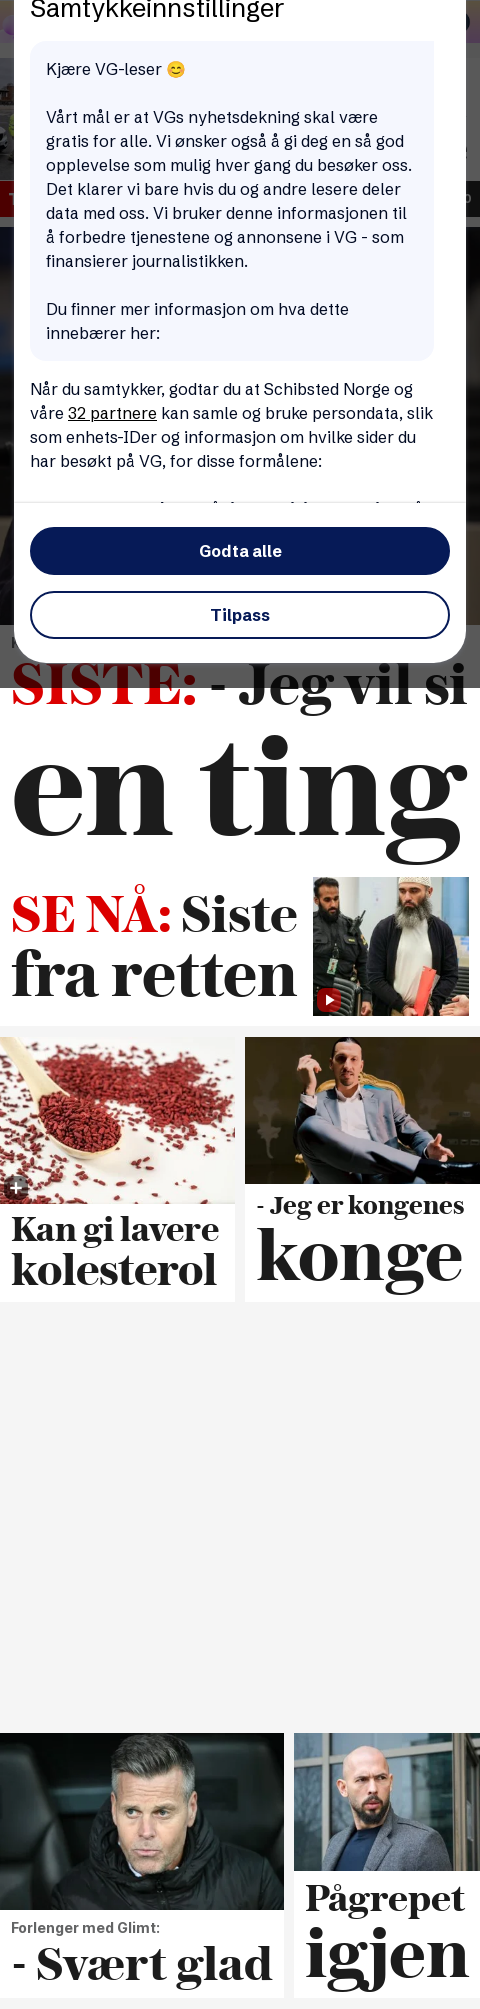 Samtykkeinnstillinger
Kjære VG-leser 😊
Vårt mål er at VGs nyhetsdekning skal være
gratis for alle. Vi ønsker også å gi deg en så god
opplevelse som mulig hver gang du besøker oss.
Det klarer vi bare hvis du og andre lesere deler
data med oss. Vi bruker denne informasjonen til
å forbedre tjenestene og annonsene i VG - som
finansierer journalistikken.
Du finner mer informasjon om hva dette
innebærer her:
Når du samtykker, godtar du at Schibsted Norge og
våre 32 partnere kan samle og bruke persondata, slik
som enhets-IDer og informasjon om hvilke sider du
har besøkt på VG, for disse formålene:
Godta alle
Tilpass
SISTE: - Jeg vil si
en ting
SE NÅ: Siste
fra retten
Kan gi lavere
kolesterol
- Jeg er kongenes
konge
Forlenger med Glimt:
- Svært glad
Pågrepet
igjen